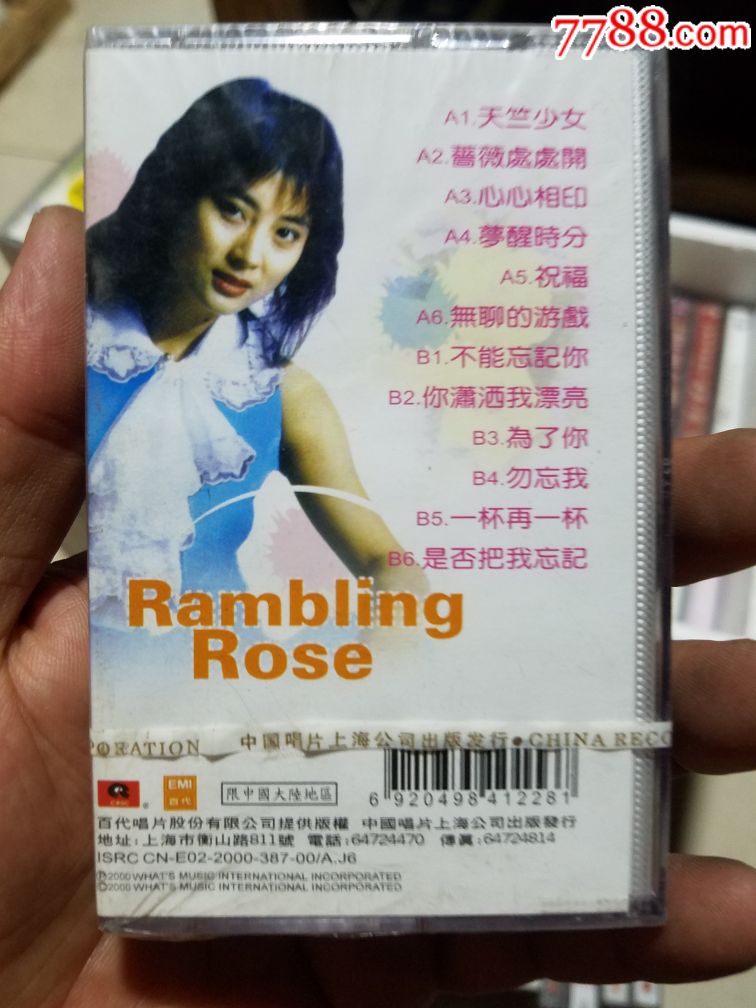 7788.com
A1.天竺少女
A2.薔薇處處開
A3.心心相印
A4.夢醒時分
A5.祝福
A6.無聊的游戲
B1.不能忘記你
B2.你瀟洒我漂亮
B3.為了你
B4.勿忘我
B5.一杯再一杯
B6.是否把我忘記
Rambling
Rose
PORATION 中国唱片上海公司出版发行●CHINA RECO
CRSC ® EMI 百代 限中國大陸地區 6 920498 412281
百代唱片股份有限公司提供版權 中國唱片上海公司出版發行
地址:上海市衡山路811號 電話:64724470 傳真:64724814
ISRC CN-E02-2000-387-00/A.J6
℗2000 WHAT'S MUSIC INTERNATIONAL INCORPORATED
©2000 WHAT'S MUSIC INTERNATIONAL INCORPORATED